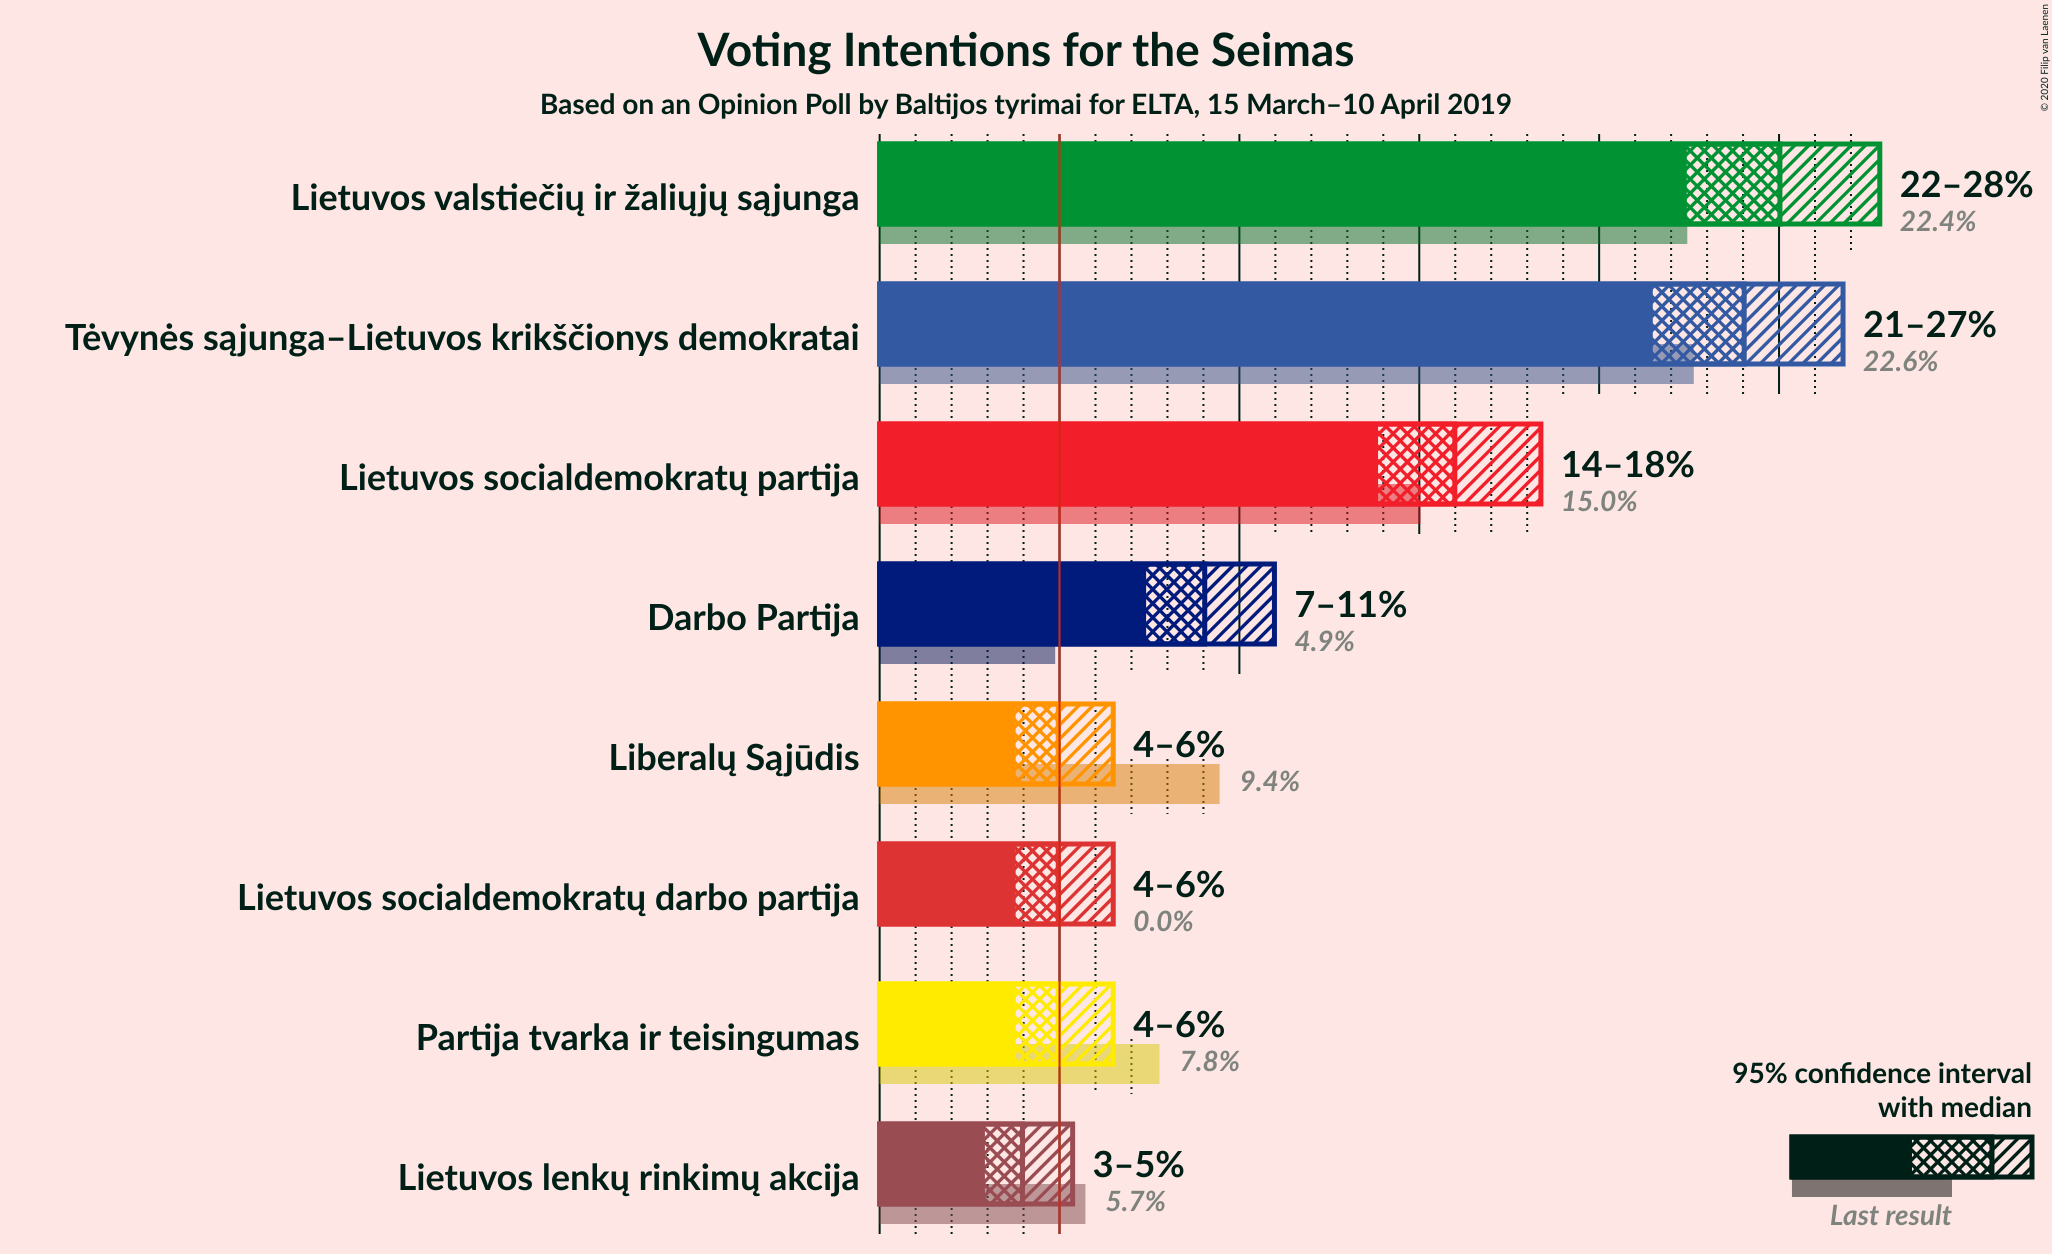 Voting Intentions for the Seimas
Based on an Opinion Poll by Baltijos tyrimai for ELTA, 15 March–10 April 2019
© 2020 Filip van Laenen
Lietuvos valstiečių ir žaliųjų sąjunga
22–28%
22.4%
Tėvynės sąjunga–Lietuvos krikščionys demokratai
21–27%
22.6%
Lietuvos socialdemokratų partija
14–18%
15.0%
Darbo Partija
7–11%
4.9%
Liberalų Sąjūdis
4–6%
9.4%
Lietuvos socialdemokratų darbo partija
4–6%
0.0%
Partija tvarka ir teisingumas
4–6%
7.8%
Lietuvos lenkų rinkimų akcija
3–5%
5.7%
95% confidence interval
with median
Last result